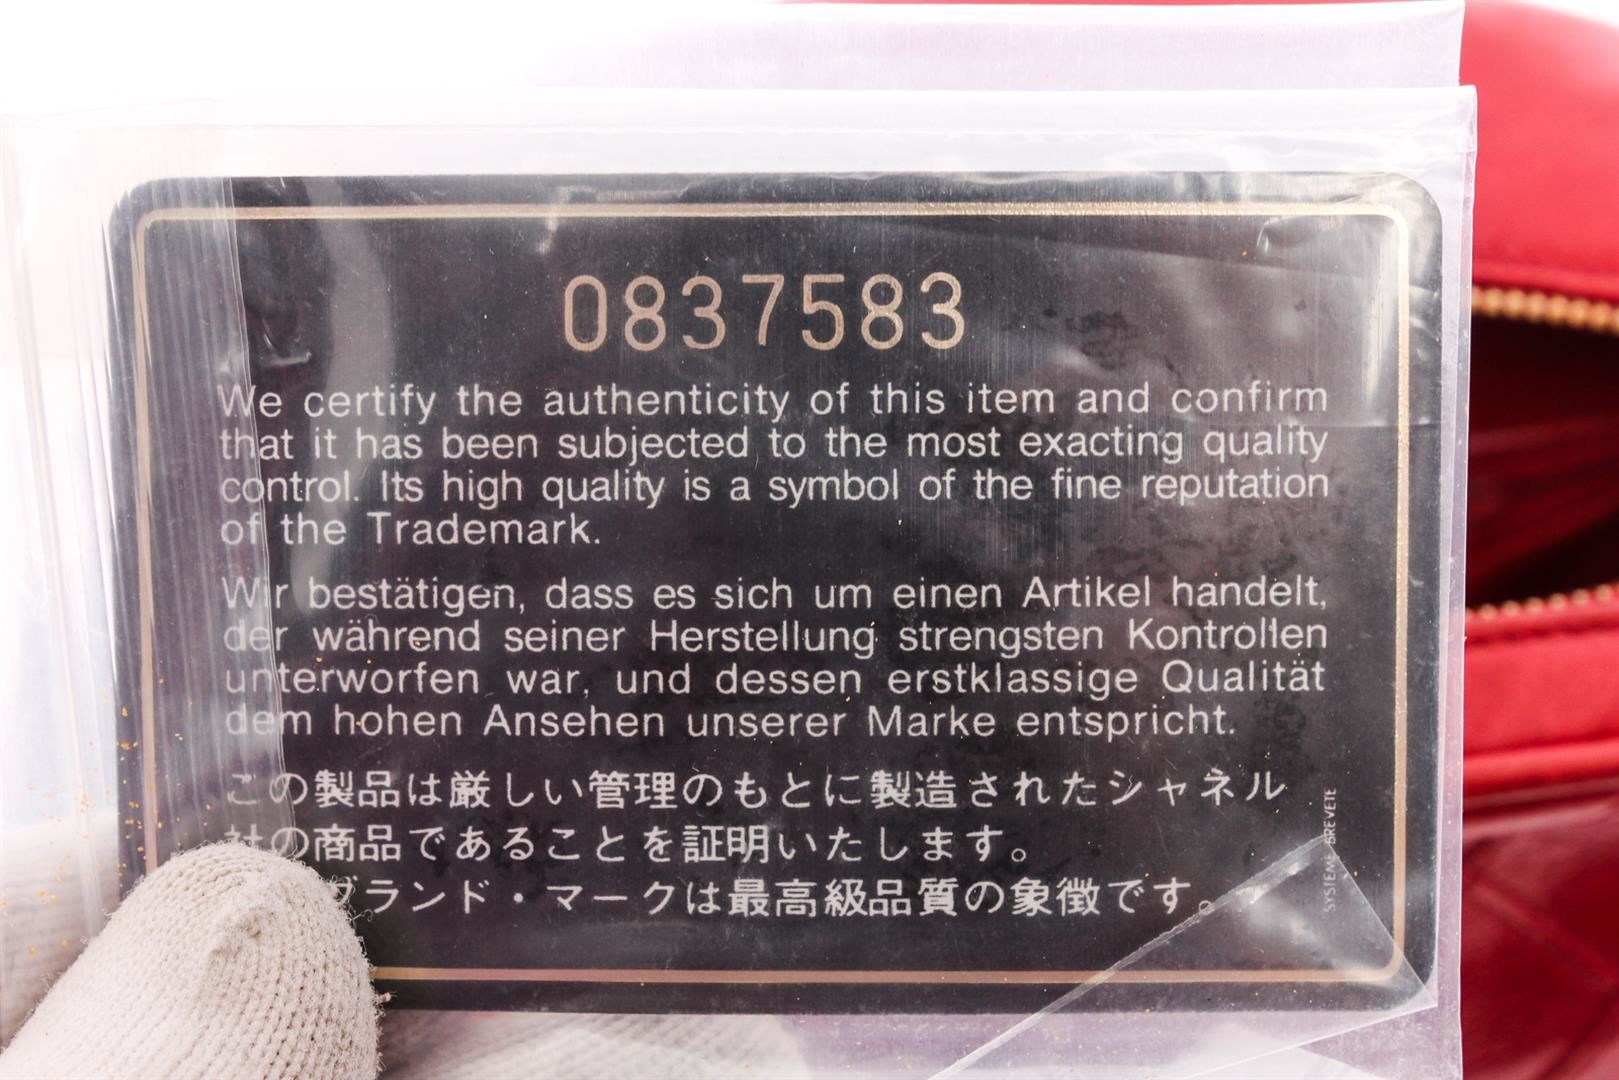 0837583
We certify the authenticity of this item and confirm
that it has been subjected to the most exacting quality
control. Its high quality is a symbol of the fine reputation
of the Trademark.
Wir bestätigen, dass es sich um einen Artikel handelt,
der während seiner Herstellung strengsten Kontrollen
unterworfen war, und dessen erstklassige Qualität
dem hohen Ansehen unserer Marke entspricht.
この製品は厳しい管理のもとに製造されたシャネル
社の商品であることを証明いたします。
ブランド・マークは最高級品質の象徴です。
SYSTEME BREVETE